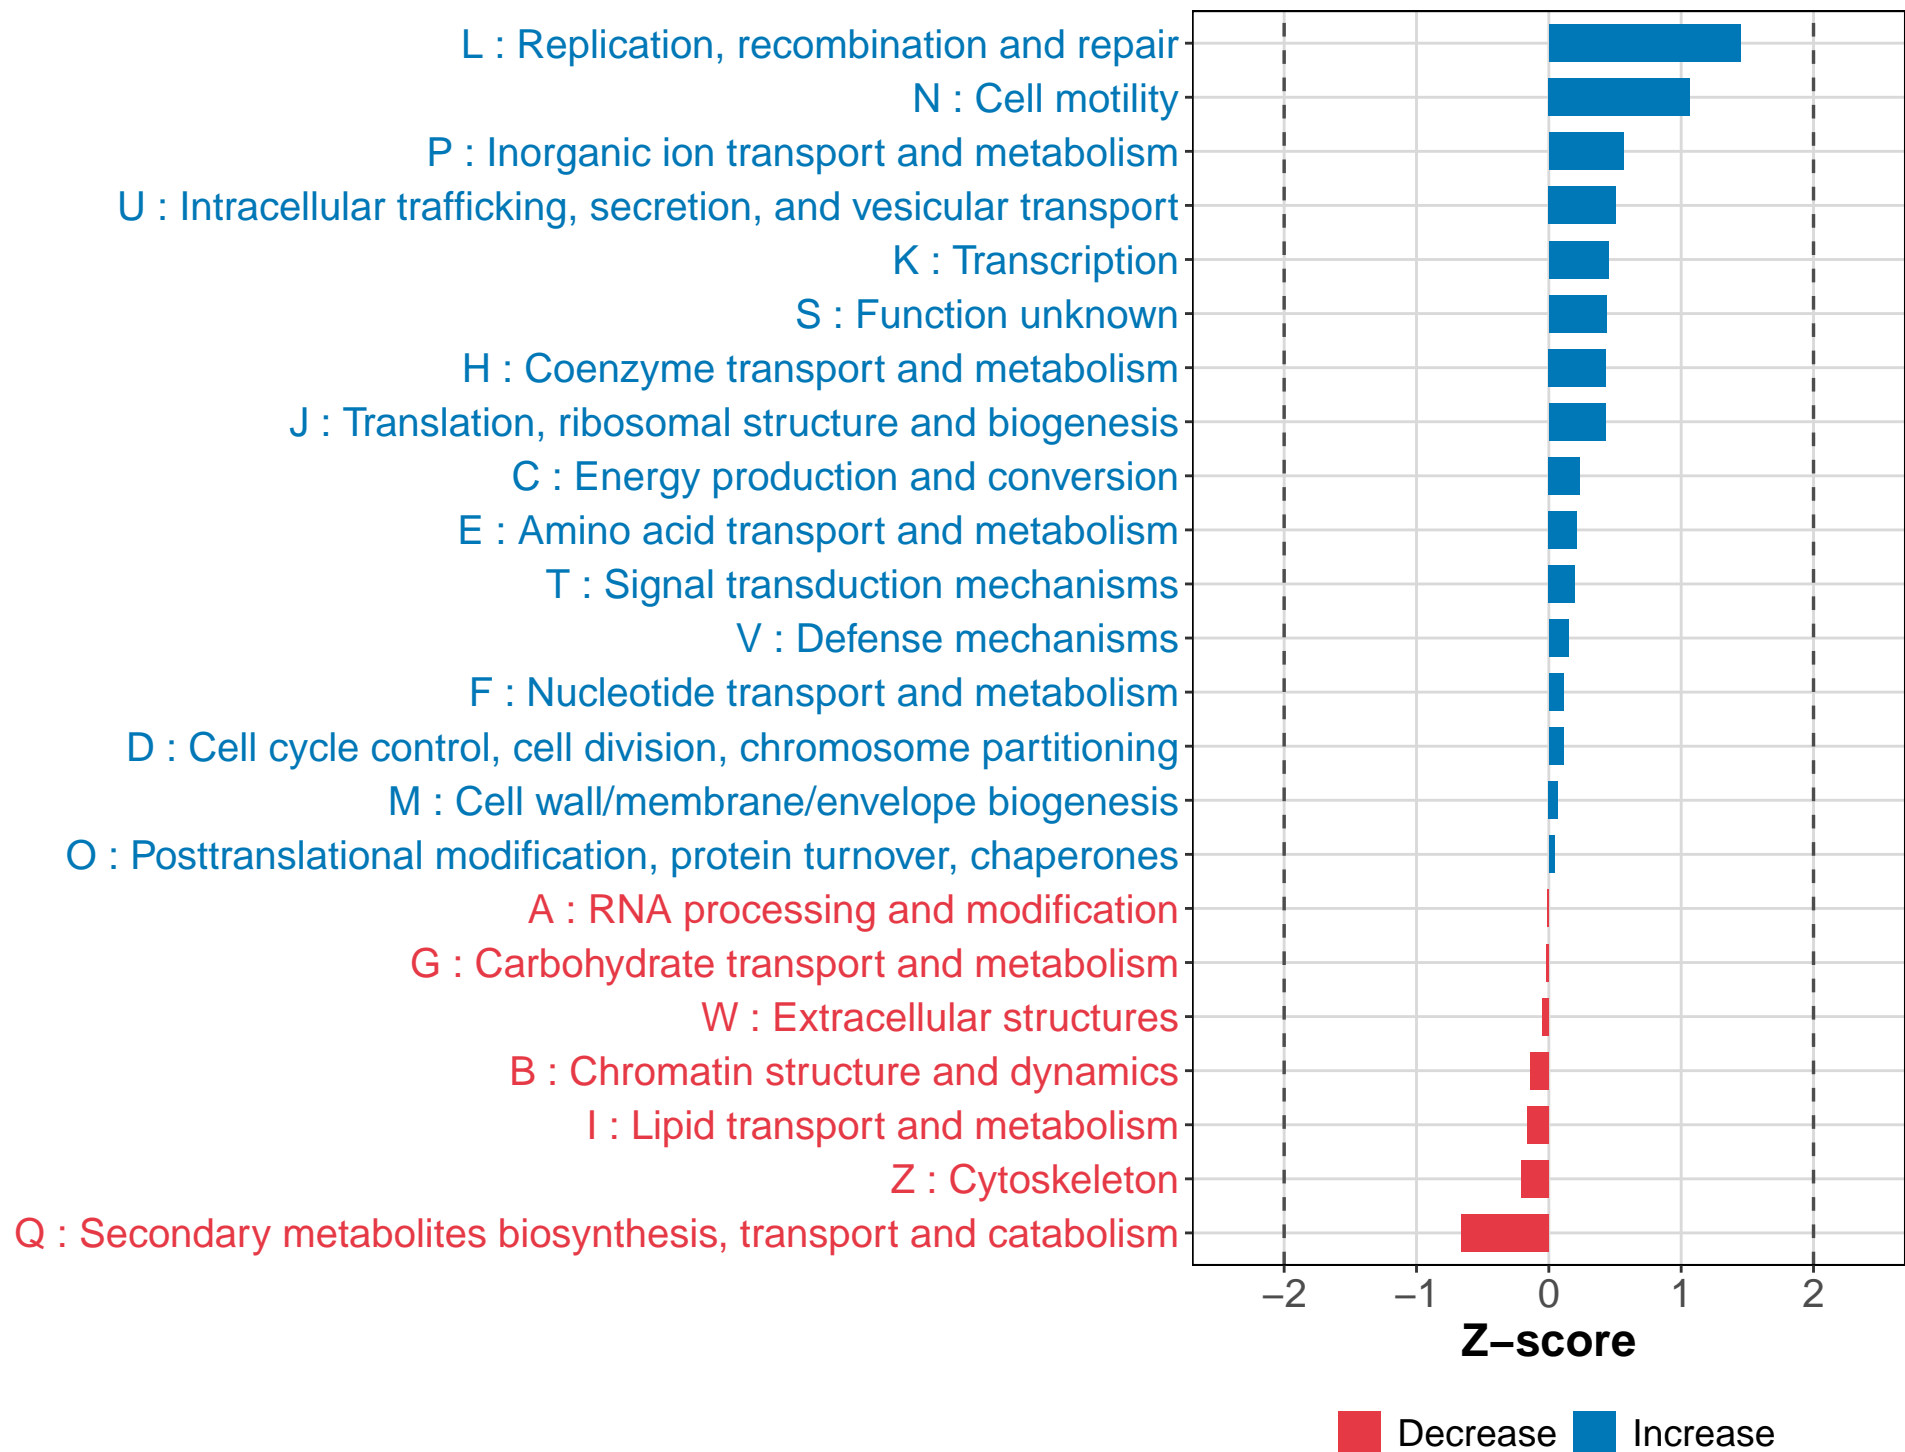 L : Replication, recombination and repair
N : Cell motility
P : Inorganic ion transport and metabolism
U : Intracellular trafficking, secretion, and vesicular transport
K : Transcription
S : Function unknown
H : Coenzyme transport and metabolism
J : Translation, ribosomal structure and biogenesis
C : Energy production and conversion
E : Amino acid transport and metabolism
T : Signal transduction mechanisms
V : Defense mechanisms
F : Nucleotide transport and metabolism
D : Cell cycle control, cell division, chromosome partitioning
M : Cell wall/membrane/envelope biogenesis
O : Posttranslational modification, protein turnover, chaperones
A : RNA processing and modification
G : Carbohydrate transport and metabolism
W : Extracellular structures
B : Chromatin structure and dynamics
I : Lipid transport and metabolism
Z : Cytoskeleton
Q : Secondary metabolites biosynthesis, transport and catabolism
−2 −1 0 1 2
Z−score
Decrease Increase